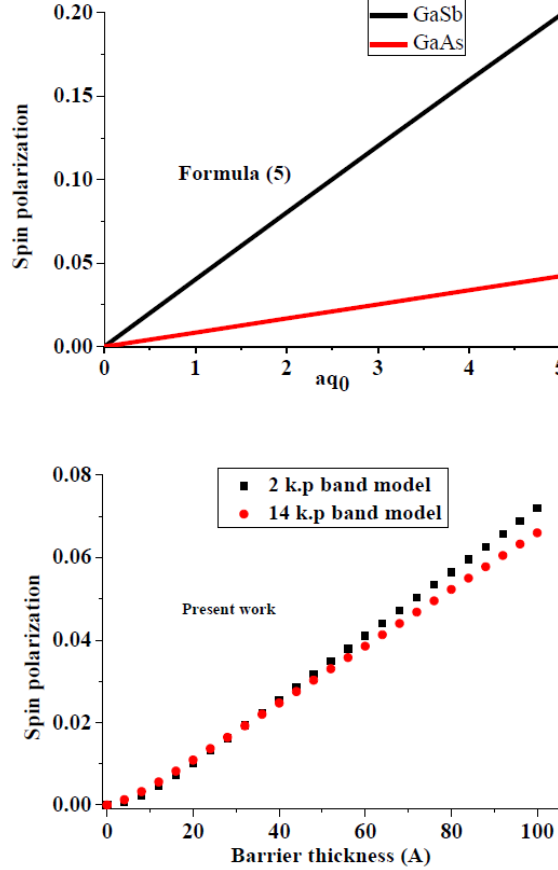 GaSb
GaAs
Spin polarization
0.20
0.15
0.10
0.05
0.00
Formula (5)
0 1 2 3 4 5
aq0
2 k.p band model
14 k.p band model
Spin polarization
0.08
0.06
0.04
0.02
0.00
Present work
0 20 40 60 80 100
Barrier thickness (A)